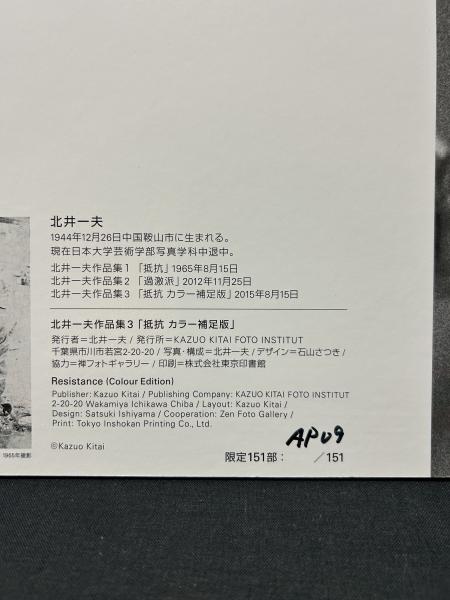 北井一夫
1944年12月26日中国鞍山市に生まれる。
現在日本大学芸術学部写真学科中退中。
北井一夫作品集1「抵抗」1965年8月15日
北井一夫作品集2「過激派」2012年11月25日
北井一夫作品集3「抵抗 カラー補足版」2015年8月15日
北井一夫作品集3「抵抗 カラー補足版」
発行者=北井一夫 / 発行所=KAZUO KITAI FOTO INSTITUT
千葉県市川市若宮2-20-20 / 写真・構成=北井一夫 / デザイン=石山さつき /
協力=禅フォトギャラリー / 印刷=株式会社東京印書館
Resistance (Colour Edition)
Publisher: Kazuo Kitai / Publishing Company: KAZUO KITAI FOTO INSTITUT
2-20-20 Wakamiya Ichikawa Chiba / Layout: Kazuo Kitai /
Design: Satsuki Ishiyama / Cooperation: Zen Foto Gallery /
Print: Tokyo Inshokan Printing Co., Ltd.
©Kazuo Kitai
AP09
限定151部： /151
1965年撮影